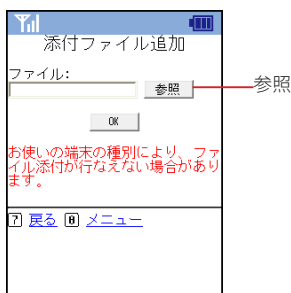 添付ファイル追加
ファイル:
参照
参照
OK
お使いの端末の種別により、ファ
イル添付が行なえない場合があり
ます。
7 戻る 0 メニュー